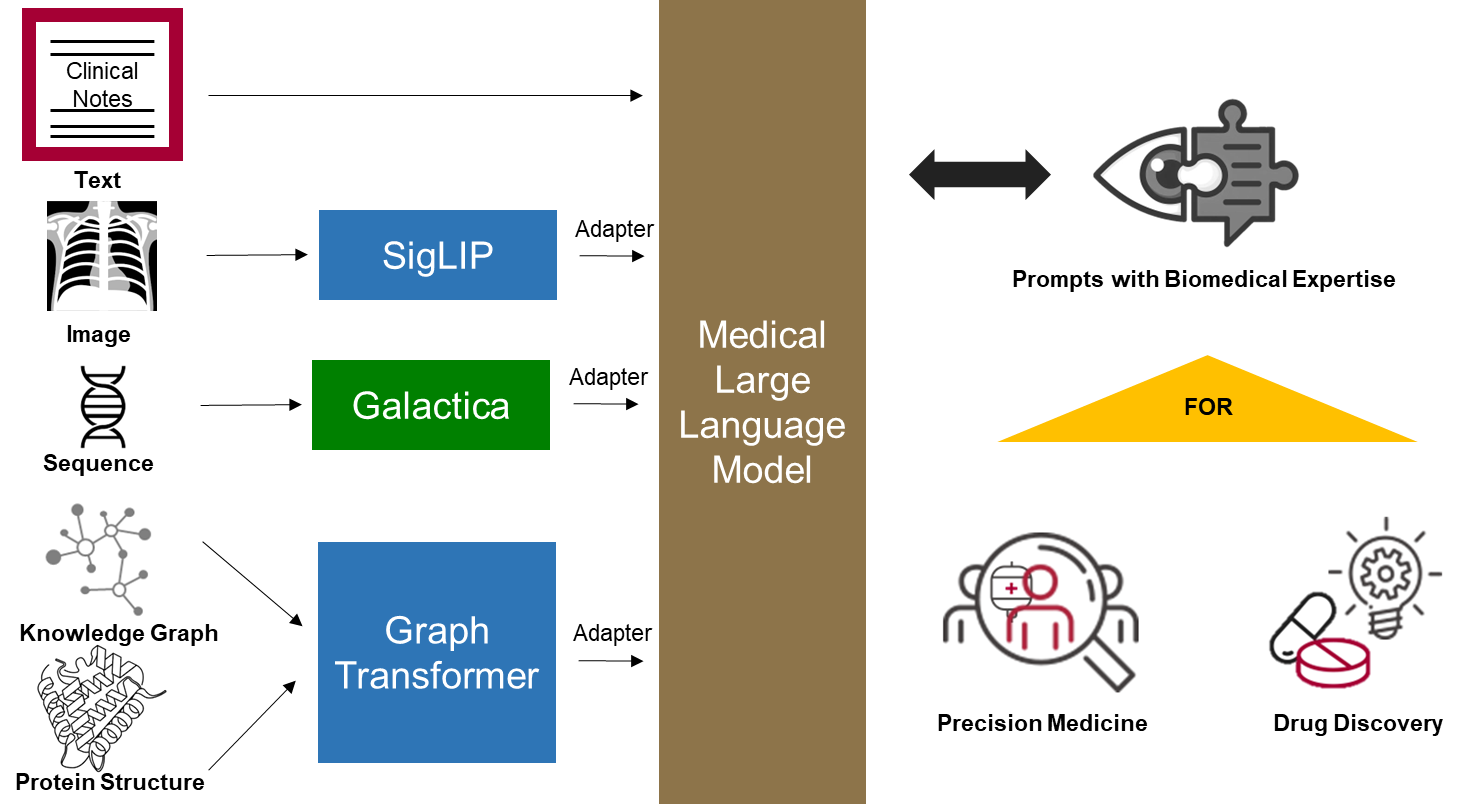 Clinical
Notes
Text
Image
SigLIP
Adapter
Sequence
Galactica
Adapter
Knowledge Graph
Protein Structure
Graph
Transformer
Adapter
Medical
Large
Language
Model
Prompts with Biomedical Expertise
FOR
Precision Medicine
Drug Discovery